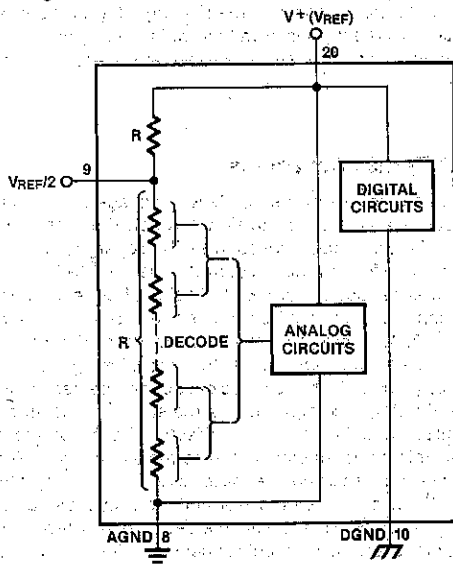 V+ (VREF)
20
R
9
VREF/2
DIGITAL
CIRCUITS
R
DECODE
ANALOG
CIRCUITS
AGND 8
DGND 10